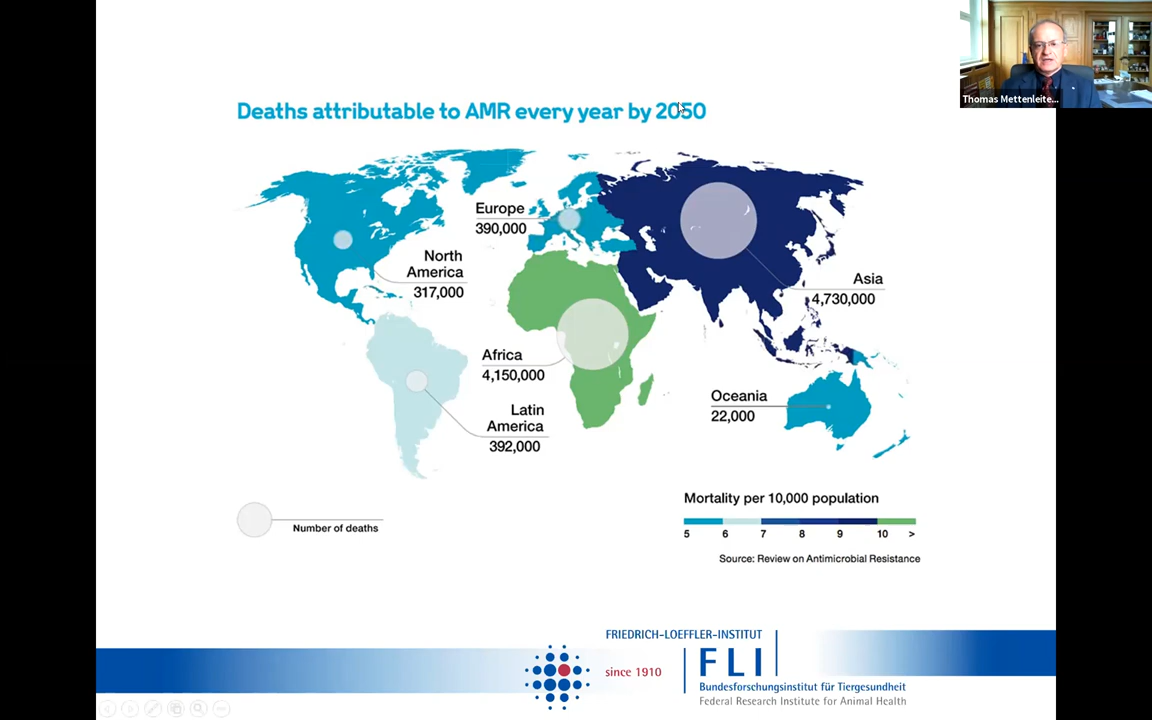 Thomas Mettenleite...
Deaths attributable to AMR every year by 2050
Europe
390,000
North
America
317,000
Asia
4,730,000
Africa
4,150,000
Oceania
22,000
Latin
America
392,000
Mortality per 10,000 population
5 6 7 8 9 10 >
Number of deaths
Source: Review on Antimicrobial Resistance
FRIEDRICH-LOEFFLER-INSTITUT
since 1910
FLI
Bundesforschungsinstitut für Tiergesundheit
Federal Research Institute for Animal Health